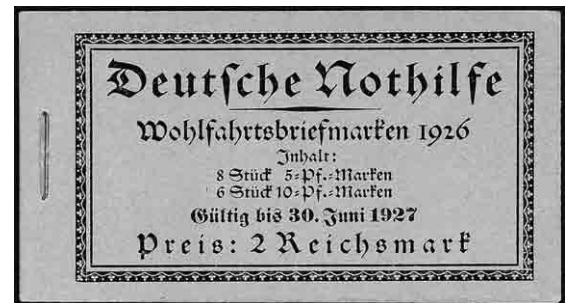 Deutſche Nothilfe
Wohlfahrtsbriefmarken 1926
Inhalt:
8 Stück 5-Pf.-Marken
6 Stück 10-Pf.-Marken
Gültig bis 30. Juni 1927
Preis: 2 Reichsmark